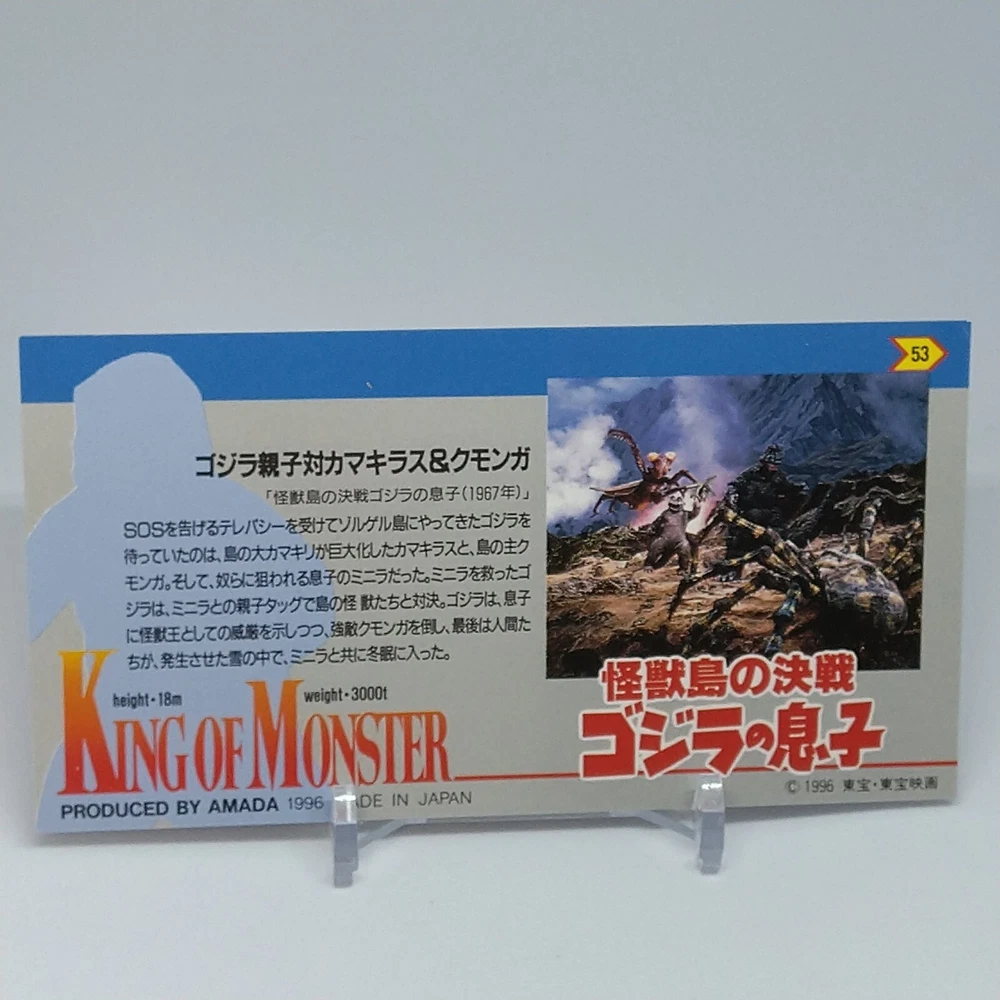 53
ゴジラ親子対カマキラス&クモンガ
「怪獣島の決戦ゴジラの息子(1967年)」
SOSを告げるテレパシーを受けてゾルゲル島にやってきたゴジラを
待っていたのは、島の大カマキリが巨大化したカマキラスと、島の主ク
モンガ。そして、奴らに狙われる息子のミニラだった。ミニラを救ったゴ
ジラは、ミニラとの親子タッグで島の怪獣たちと対決。ゴジラは、息子
に怪獣王としての威厳を示しつつ、強敵クモンガを倒し、最後は人間た
ちが、発生させた雪の中で、ミニラと共に冬眠に入った。
height・18m weight・3000t
KING OF MONSTER
PRODUCED BY AMADA 1996 ADE IN JAPAN
怪獣島の決戦
ゴジラの息子
© 1996 東宝・東宝映画